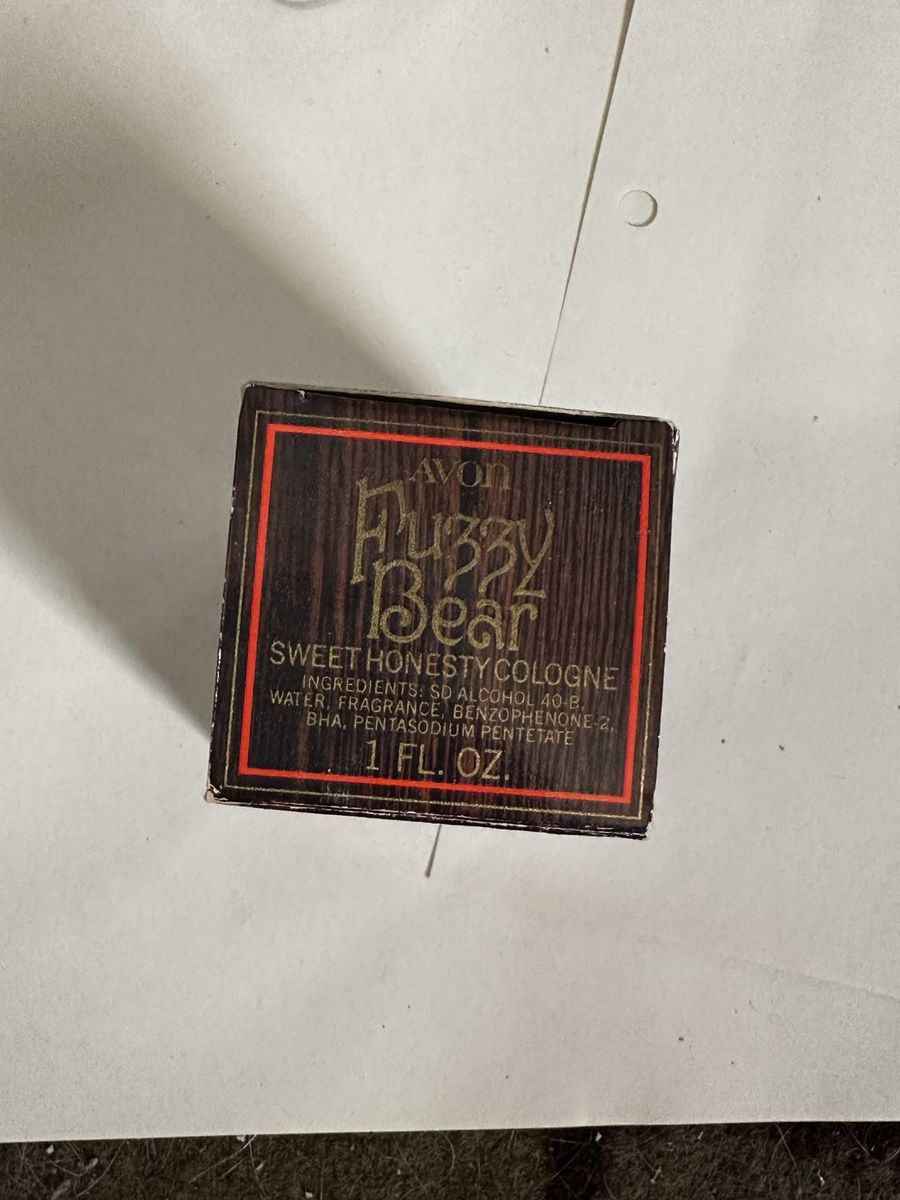 AVON
Fuzzy
Bear
SWEET HONESTY COLOGNE
INGREDIENTS: SD ALCOHOL 40-B,
WATER, FRAGRANCE, BENZOPHENONE-2,
BHA, PENTASODIUM PENTETATE
1 FL. OZ.